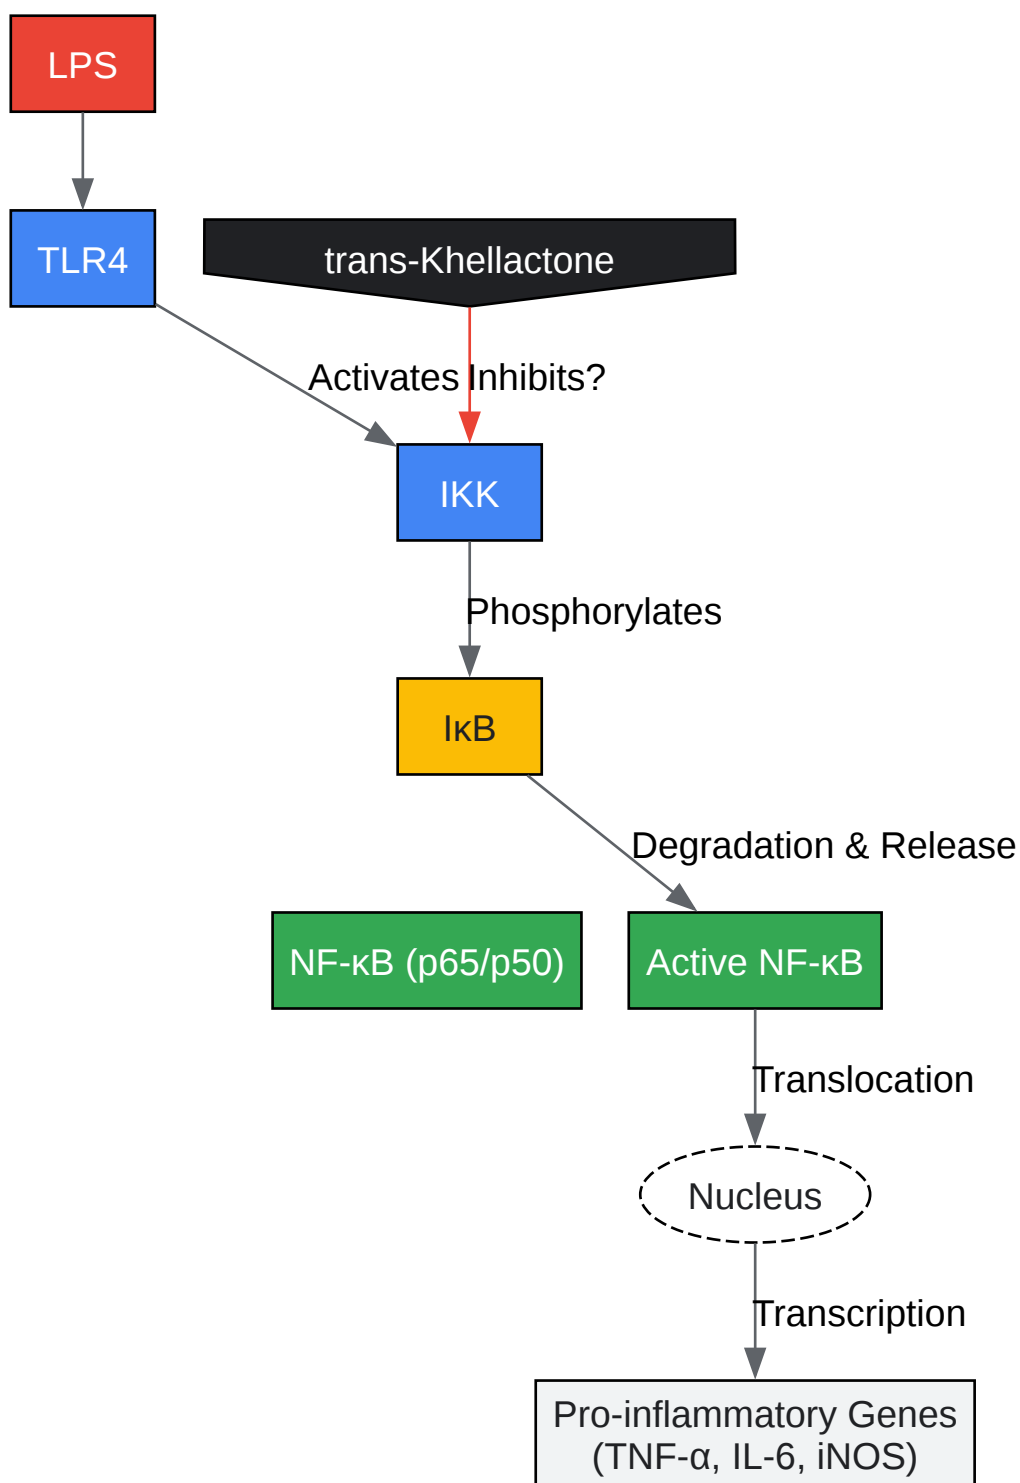 LPS
TLR4
trans-Khellactone
Activates
Inhibits?
IKK
Phosphorylates
IκB
Degradation & Release
NF-κB (p65/p50)
Active NF-κB
Translocation
Nucleus
Transcription
Pro-inflammatory Genes
(TNF-α, IL-6, iNOS)